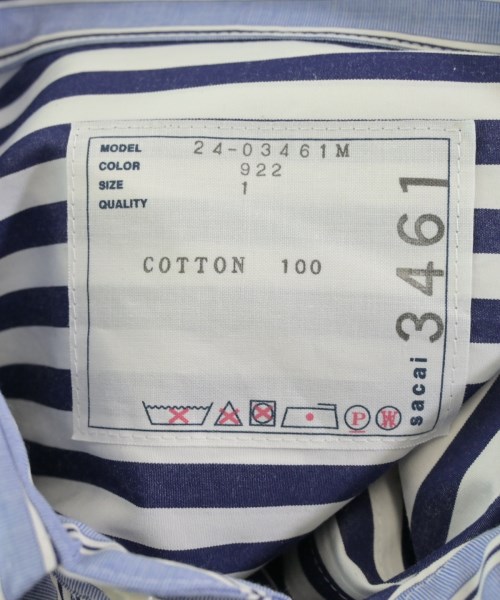 MODEL 24-03461M
COLOR 922
SIZE 1
QUALITY
COTTON 100
P W
sacai 3461